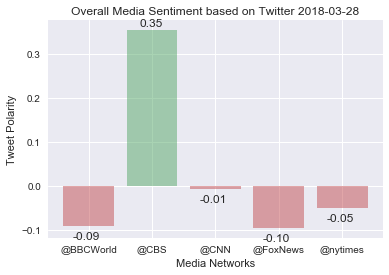 Overall Media Sentiment based on Twitter 2018-03-28
0.35
0.3
0.2
0.1
0.0
-0.01
-0.05
−0.1
-0.09
-0.10
Tweet Polarity
@BBCWorld @CBS @CNN @FoxNews @nytimes
Media Networks